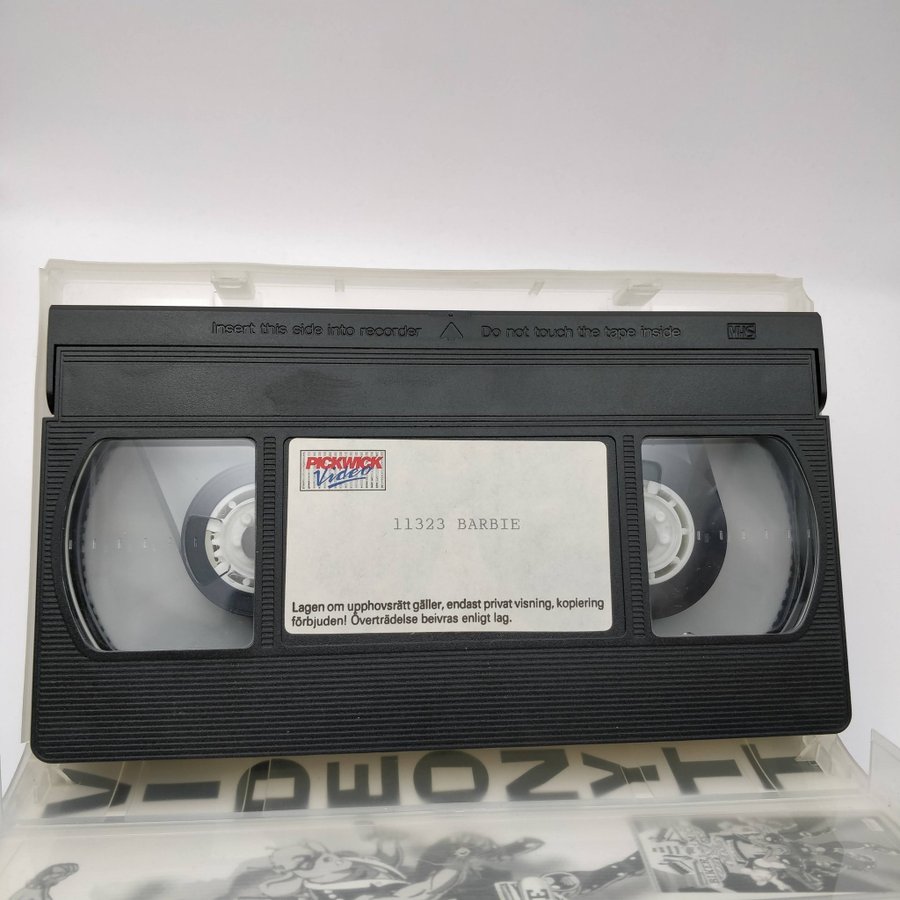 Insert this side into recorder Do not touch the tape inside VHS
PICKWICK
Video
11323 BARBIE
Lagen om upphovsrätt gäller, endast privat visning, kopiering
förbjuden! Överträdelse beivras enligt lag.
VIDEONYTT